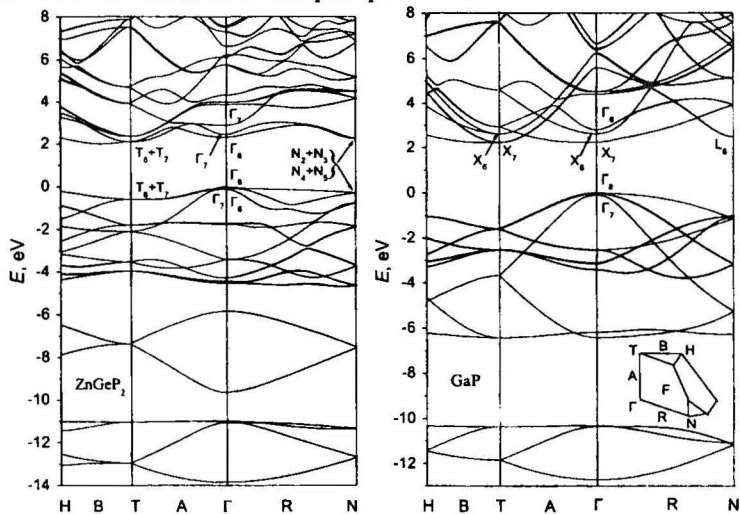 8
6
4
2
0
-2
-4
-6
-8
-10
-12
-14
E, eV
Γ₇
T₆+T₇
Γ₇
Γ₆
N₂+N₃
N₄+N₅
T₆+T₇
Γ₆
Γ₇
Γ₆
ZnGeP₂
H B T A Γ R N
8
6
4
2
0
-2
-4
-6
-8
-10
-12
E, eV
Γ₈
X₆
X₇
X₆
X₇
L₆
Γ₈
Γ₇
GaP
T B H
A
F
Γ
R
N
H B T A Γ R N